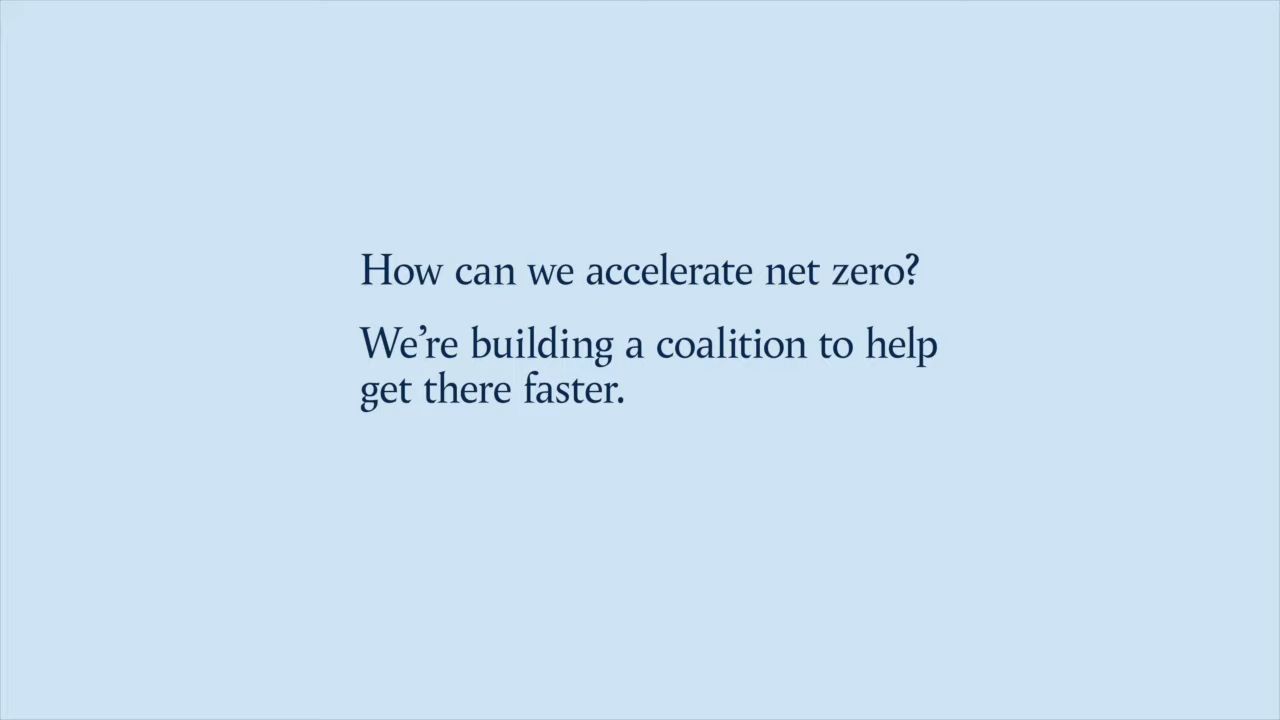 How can we accelerate net zero?
We’re building a coalition to help
get there faster.